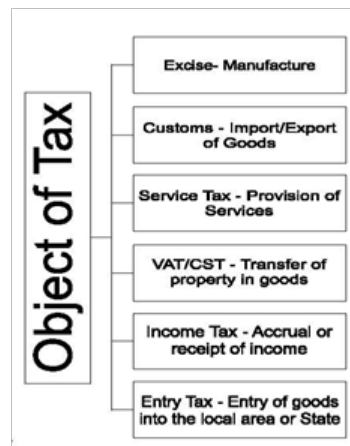 Object of Tax
Excise- Manufacture
Customs - Import/Export
of Goods
Service Tax - Provision of
Services
VAT/CST - Transfer of
property in goods
Income Tax - Accrual or
receipt of income
Entry Tax - Entry of goods
into the local area or State